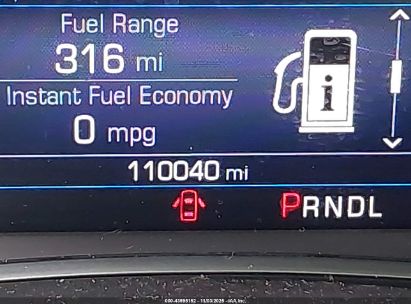 Fuel Range
316 mi
Instant Fuel Economy
0 mpg
i
110040 mi
PRNDL